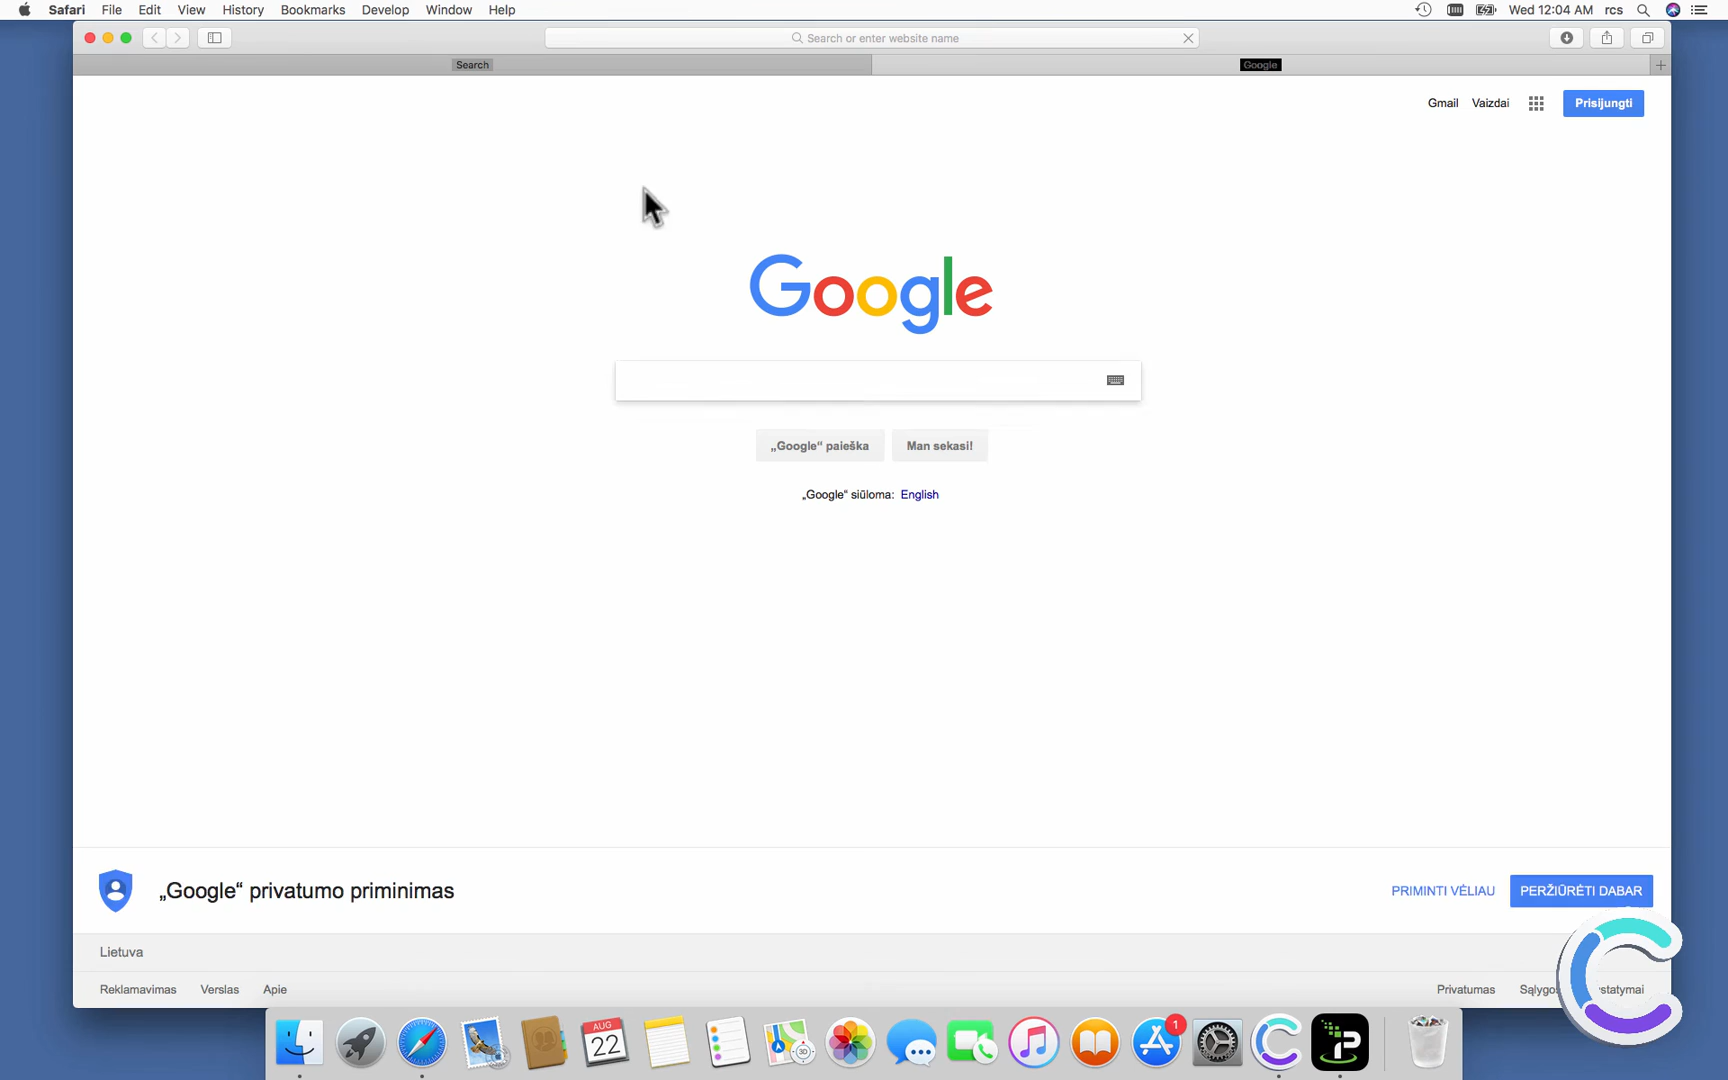 Safari File Edit View History Bookmarks Develop Window Help Wed 12:04 AM rcs
Search or enter website name
Search Google
Gmail Vaizdai Prisijungti
Google
„Google“ paieška Man sekasi!
„Google“ siūloma: English
„Google“ privatumo priminimas PRIMINTI VĖLIAU PERŽIŪRĖTI DABAR
Lietuva
Reklamavimas Verslas Apie Privatumas
AUG
22
3D
1